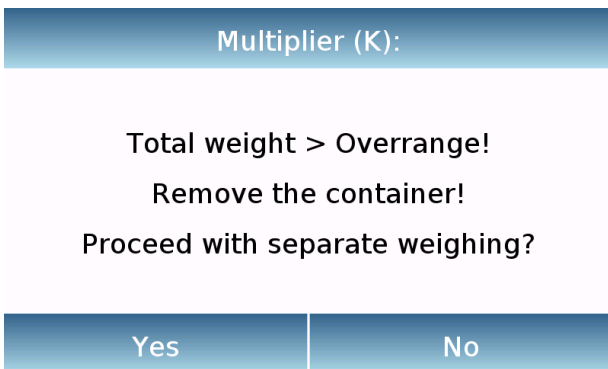 Multiplier (K):
Total weight > Overrange!
Remove the container!
Proceed with separate weighing?
Yes
No